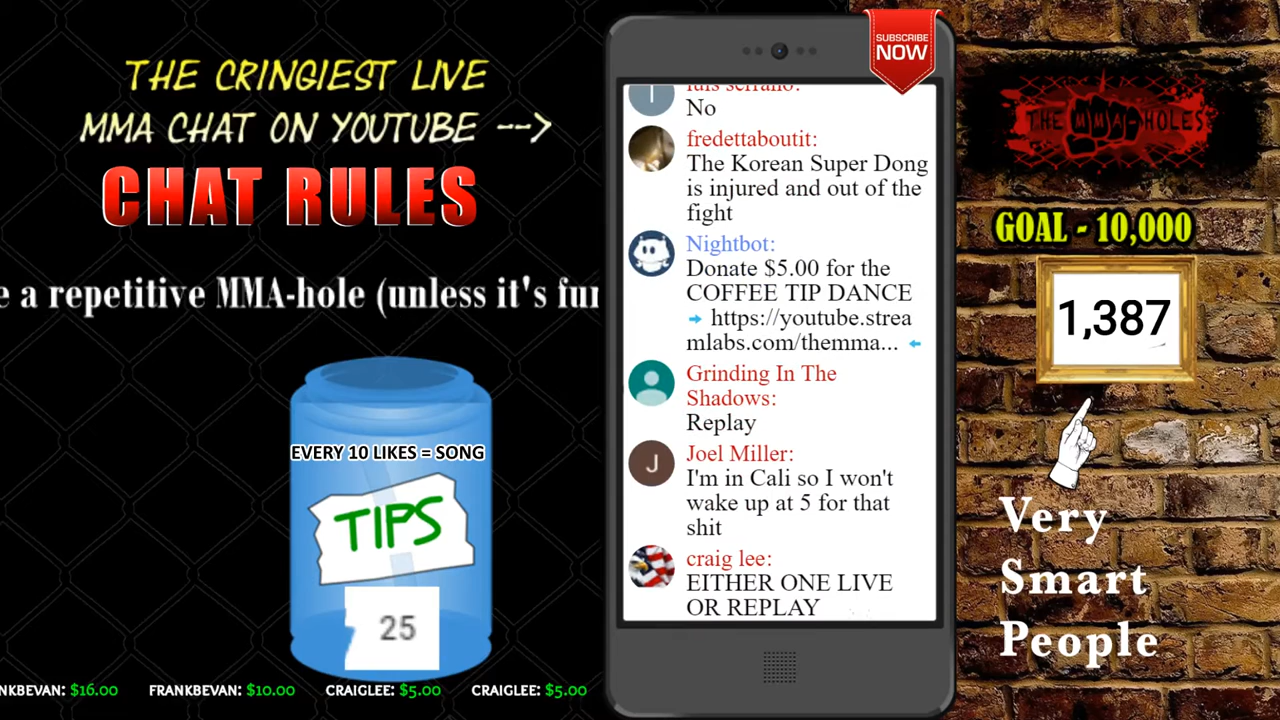 THE CRINGIEST LIVE
MMA CHAT ON YOUTUBE -->
CHAT RULES
e a repetitive MMA-hole (unless it's fur
EVERY 10 LIKES = SONG
TIPS
25
NKBEVAN: $16.00 FRANKBEVAN: $10.00 CRAIGLEE: $5.00 CRAIGLEE: $5.00
SUBSCRIBE
NOW
luis serrano:
I
No
fredettaboutit:
The Korean Super Dong
is injured and out of the
fight
Nightbot:
Donate $5.00 for the
COFFEE TIP DANCE
➡ https://youtube.strea
mlabs.com/themma... ⬅
Grinding In The
Shadows:
Replay
Joel Miller:
J
I'm in Cali so I won't
wake up at 5 for that
shit
craig lee:
EITHER ONE LIVE
OR REPLAY
THE MMA-HOLES
GOAL - 10,000
1,387
Very
Smart
People